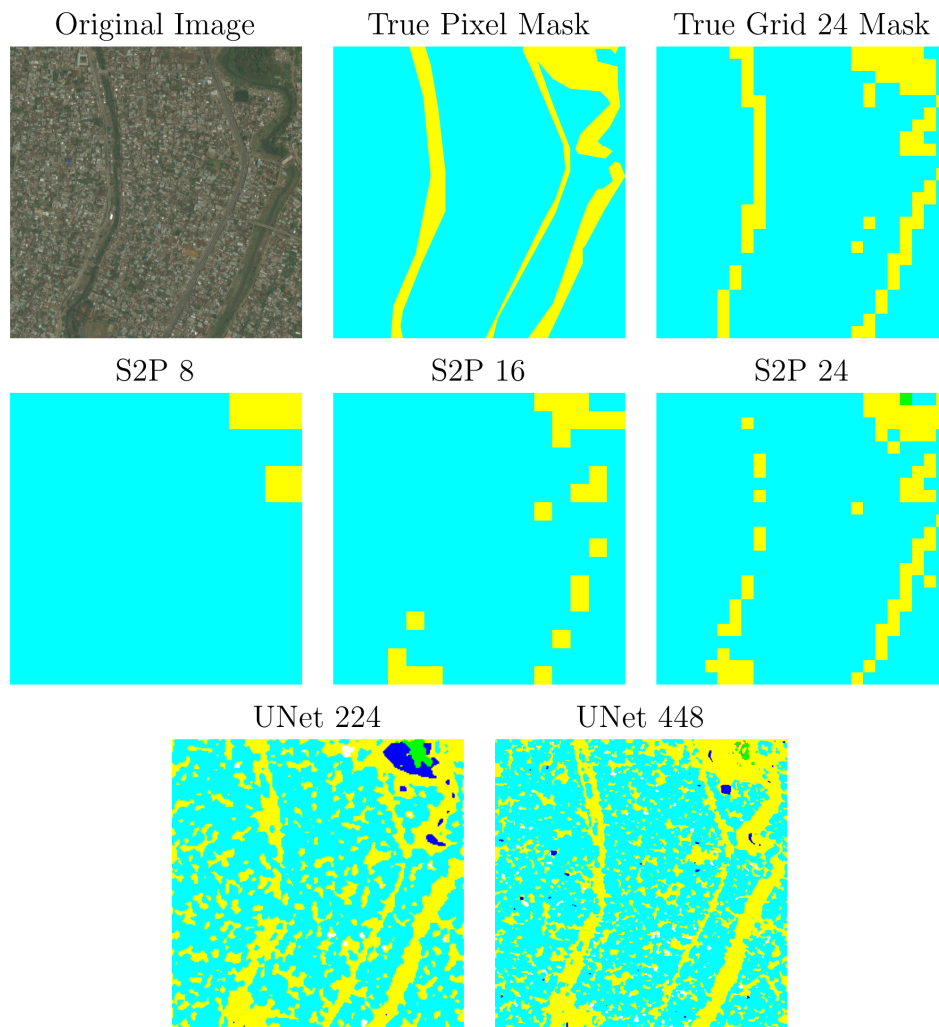 Original Image
True Pixel Mask
True Grid 24 Mask
S2P 8
S2P 16
S2P 24
UNet 224
UNet 448